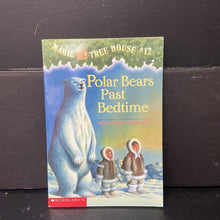 MAGIC TREE HOUSE #12
Polar Bears
Past
Bedtime
SCHOLASTIC